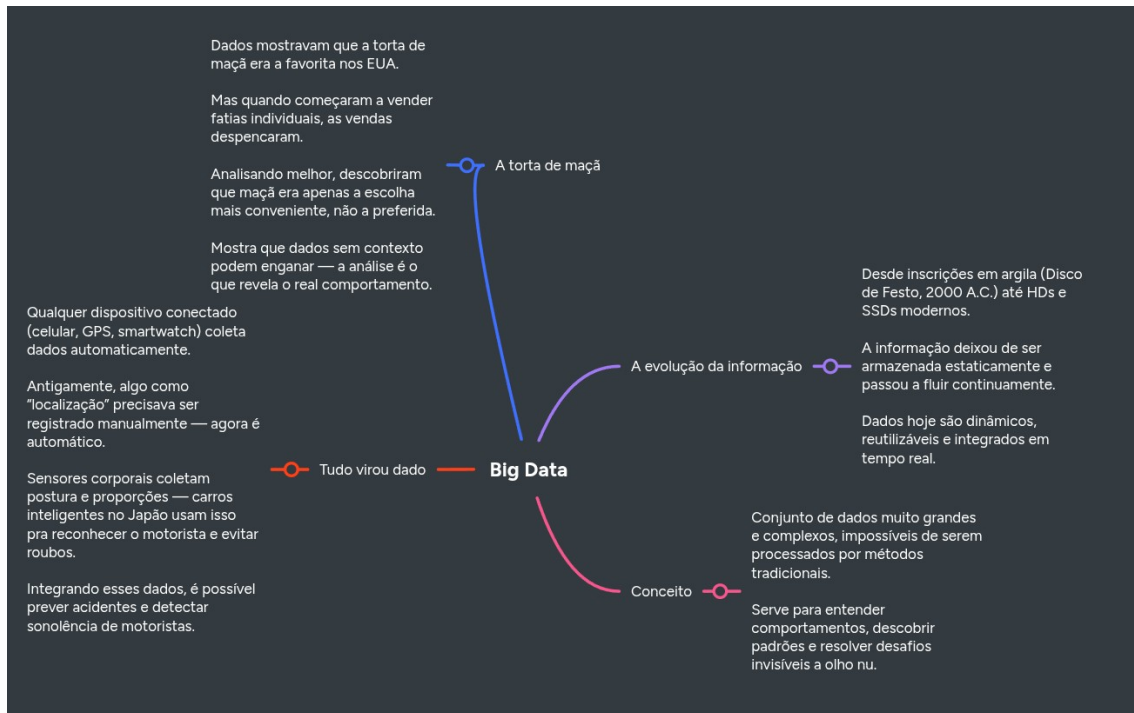 Dados mostravam que a torta de
maçã era a favorita nos EUA.
Mas quando começaram a vender
fatias individuais, as vendas
despencaram.
Analisando melhor, descobriram
que maçã era apenas a escolha
mais conveniente, não a preferida.
Mostra que dados sem contexto
podem enganar — a análise é o
que revela o real comportamento.
A torta de maçã
Qualquer dispositivo conectado
(celular, GPS, smartwatch) coleta
dados automaticamente.
Antigamente, algo como
"localização" precisava ser
registrado manualmente — agora é
automático.
Sensores corporais coletam
postura e proporções — carros
inteligentes no Japão usam isso
pra reconhecer o motorista e evitar
roubos.
Integrando esses dados, é possível
prever acidentes e detectar
sonolência de motoristas.
Tudo virou dado
Big Data
A evolução da informação
Desde inscrições em argila (Disco
de Festo, 2000 A.C.) até HDs e
SSDs modernos.
A informação deixou de ser
armazenada estaticamente e
passou a fluir continuamente.
Dados hoje são dinâmicos,
reutilizáveis e integrados em
tempo real.
Conceito
Conjunto de dados muito grandes
e complexos, impossíveis de serem
processados por métodos
tradicionais.
Serve para entender
comportamentos, descobrir
padrões e resolver desafios
invisíveis a olho nu.